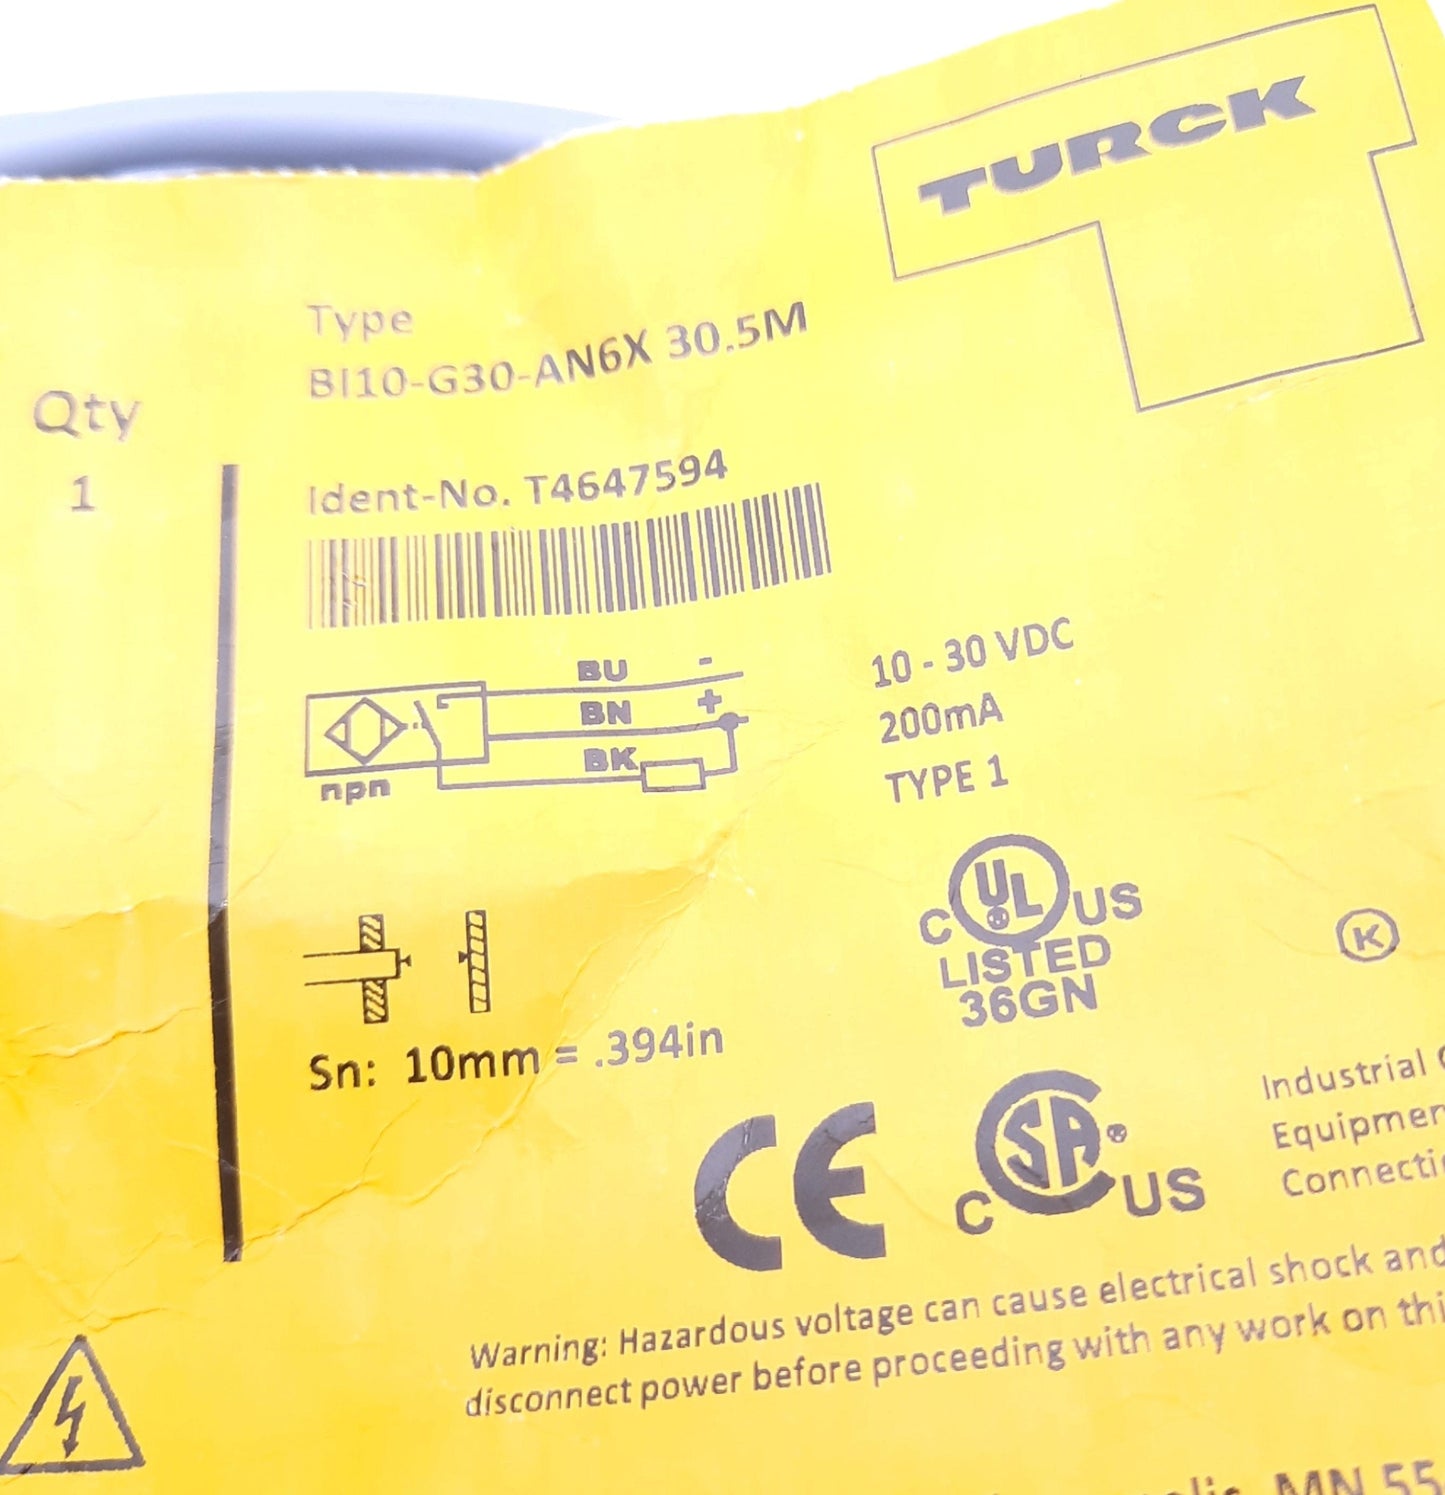 TURCK
Type
BI10-G30-AN6X 30.5M
Qty
1
Ident-No. T4647594
BU -
BN +
BK
npn
10 - 30 VDC
200mA
TYPE 1
C UL US
LISTED
36GN
K
Sn: 10mm = .394in
CE
C SA® US
Industrial
Equipmen
Connecti
Warning: Hazardous voltage can cause electrical shock and
disconnect power before proceeding with any work on thi
MN 55